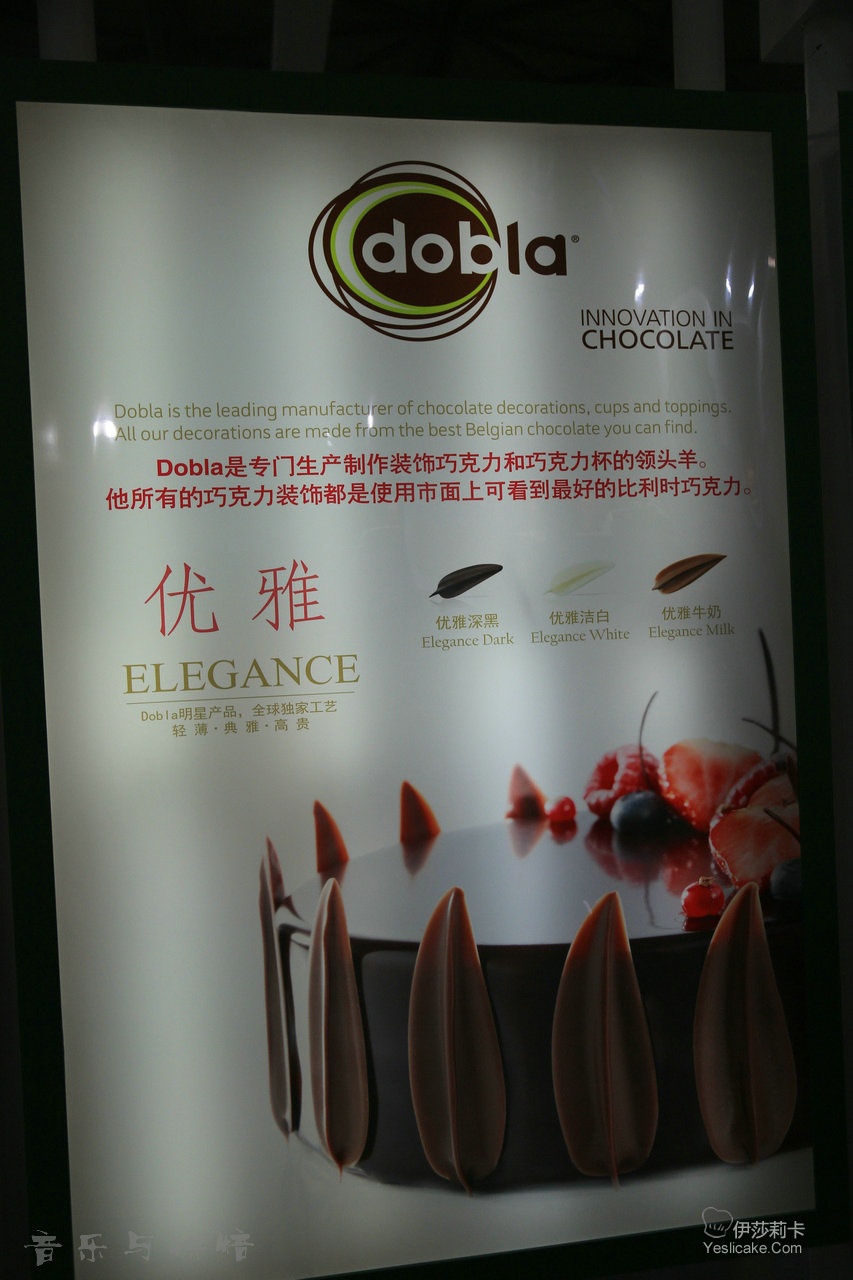 dobla®
INNOVATION IN
CHOCOLATE
Dobla is the leading manufacturer of chocolate decorations, cups and toppings.
All our decorations are made from the best Belgian chocolate you can find.
Dobla是专门生产制作装饰巧克力和巧克力杯的领头羊。
他所有的巧克力装饰都是使用市面上可看到最好的比利时巧克力。
优雅
ELEGANCE
Dobla明星产品，全球独家工艺
轻薄·典雅·高贵
优雅深黑
Elegance Dark
优雅洁白
Elegance White
优雅牛奶
Elegance Milk
音乐与
伊莎莉卡
Yeslicake.Com